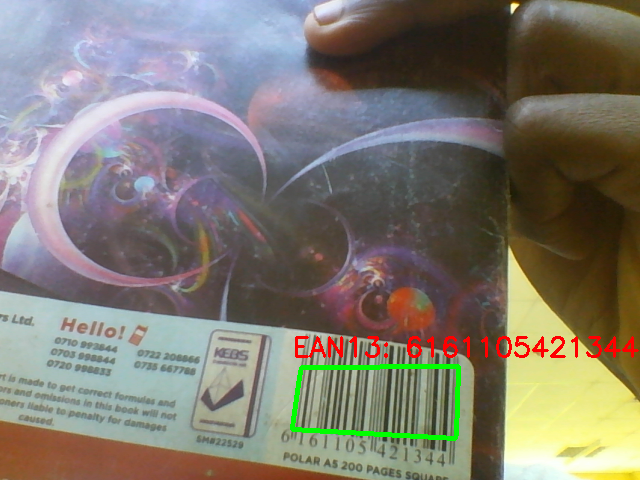 EAN13: 6161105421344
rs Ltd.
Hello!
0710 993844
0703 998844
0720 998833
0722 208866
0735 667788
rt is made to get correct formulas and
ors and omissions in this book will not
oners liable to penalty for damages
caused.
KEBS
SM#22529
6 161105 421344
POLAR A5 200 PAGES SQUARE